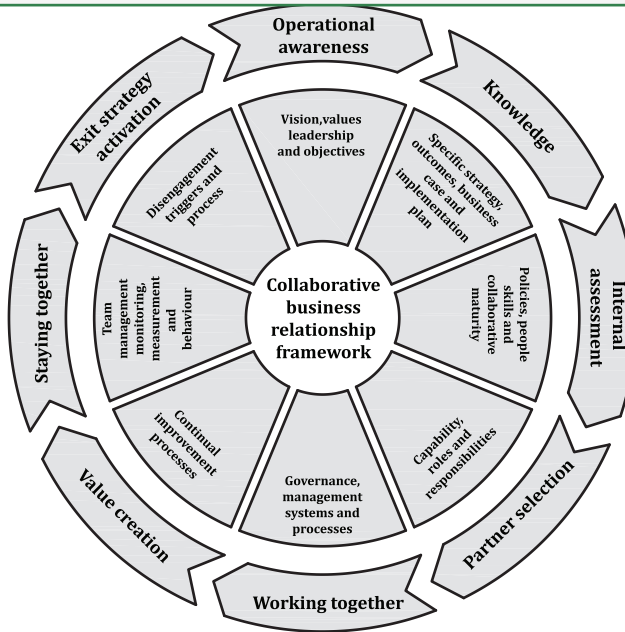 Operational
awareness
Knowledge
Internal
assessment
Partner selection
Working together
Value creation
Staying together
Exit strategy
activation
Vision,values
leadership
and objectives
Specific strategy,
outcomes, business
case and
implementation
plan
Policies, people
skills and
collaborative
maturity
Capability,
roles and
responsibilities
Governance,
management
systems and
processes
Continual
improvement
processes
Team
management
monitoring,
measurement
and
behaviour
Disengagement
triggers and
process
Collaborative
business
relationship
framework